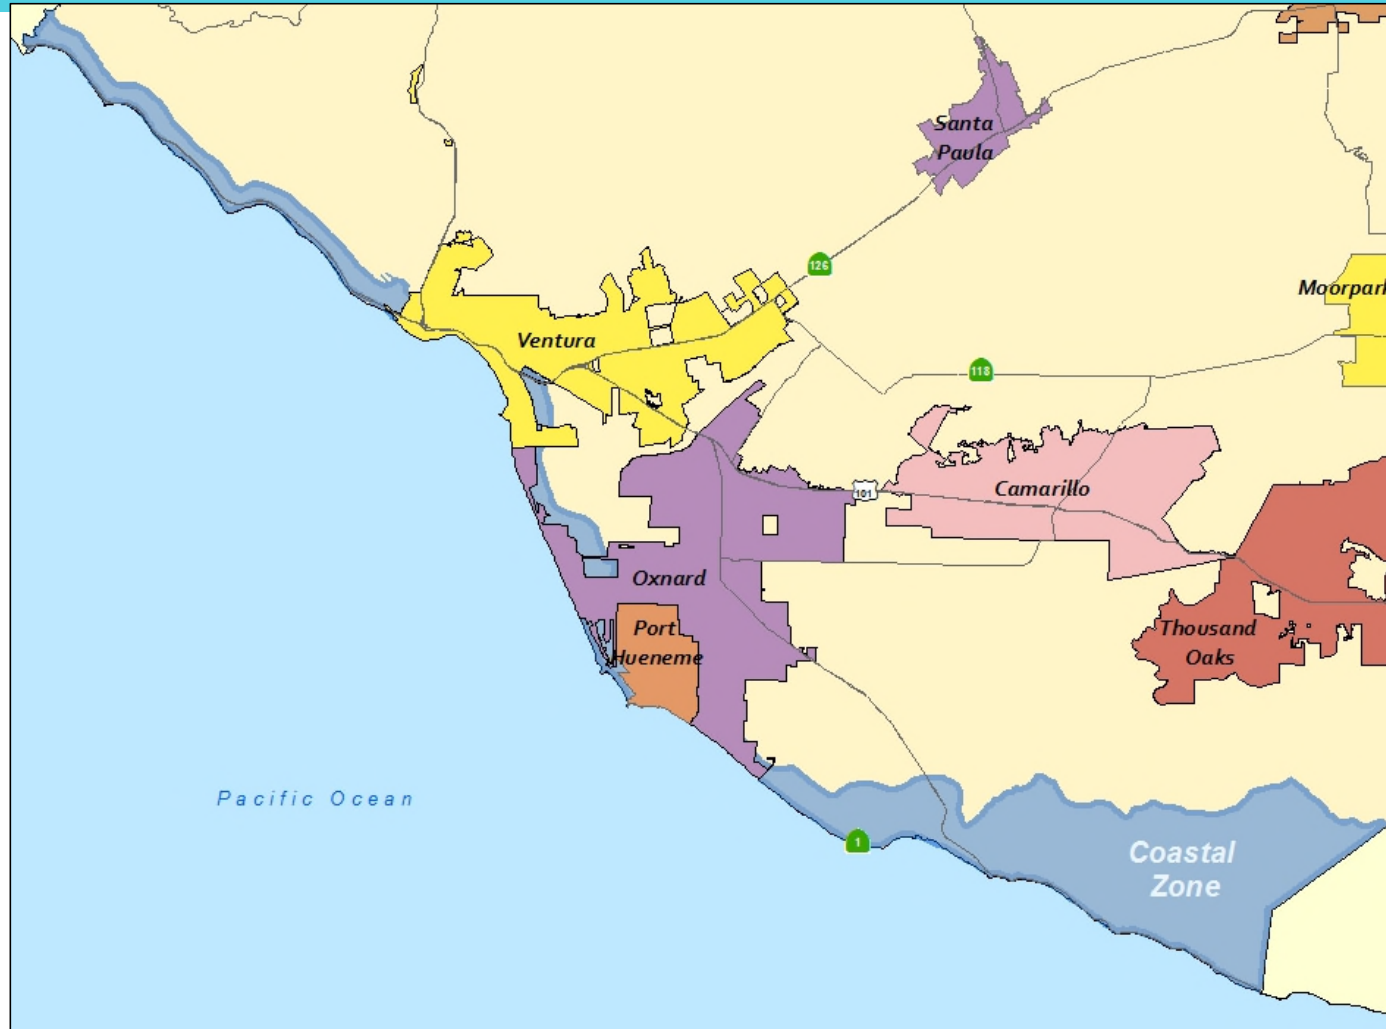 Santa
Paula
126
Moorpark
Ventura
118
Camarillo
101
Oxnard
Port
Hueneme
Thousand
Oaks
Pacific Ocean
1
Coastal
Zone